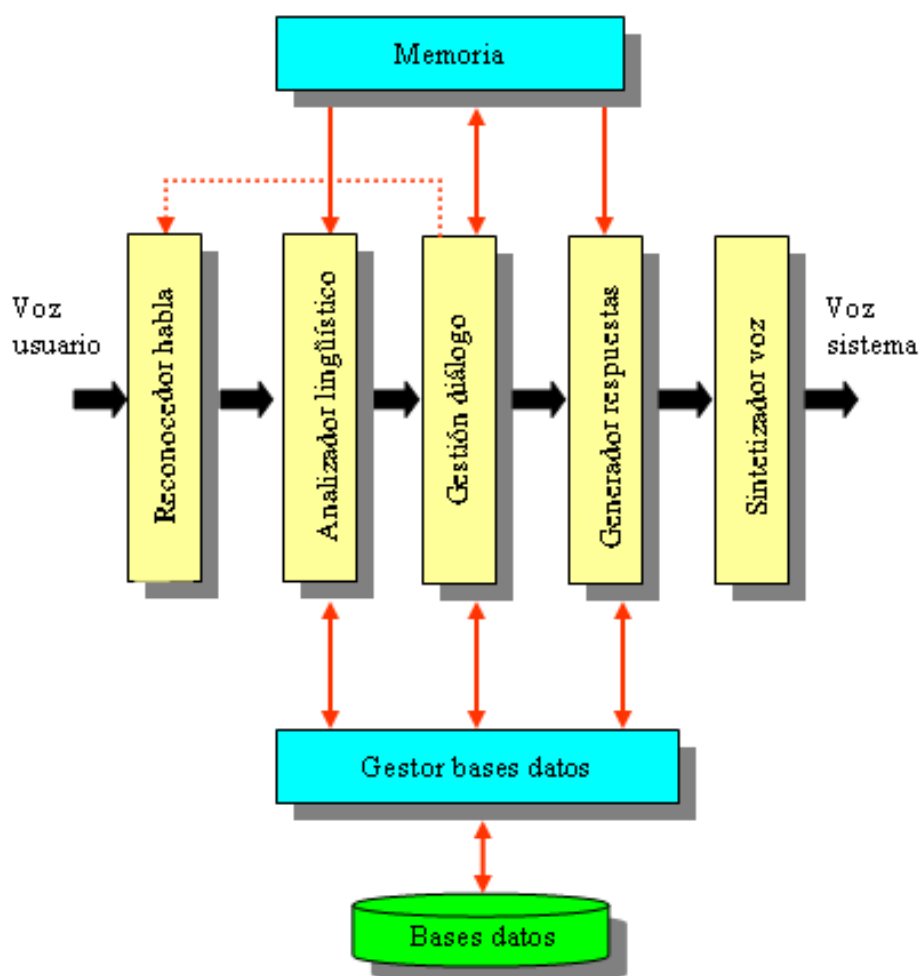 Memoria
Voz
usuario
Reconocedor habla
Analizador lingüístico
Gestión diálogo
Generador respuestas
Sintetizador voz
Voz
sistema
Gestor bases datos
Bases datos